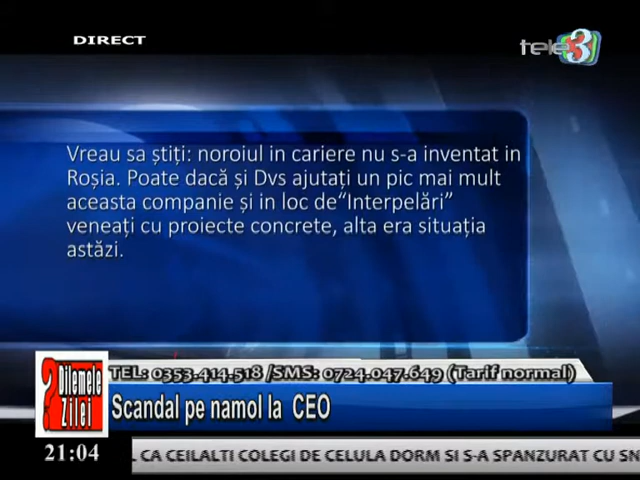 DIRECT
tele3
Vreau sa știți: noroiul in cariere nu s-a inventat in
Roșia. Poate dacă și Dvs ajutați un pic mai mult
aceasta companie și in loc de“Interpelări”
veneați cu proiecte concrete, alta era situația
astăzi.
?
Dilemele
Zilei
TEL: 0353.414.518 /SMS: 0724.047.649 (Tarif normal)
Scandal pe namol la CEO
21:04
CA CEILALTI COLEGI DE CELULA DORM SI S-A SPANZURAT CU